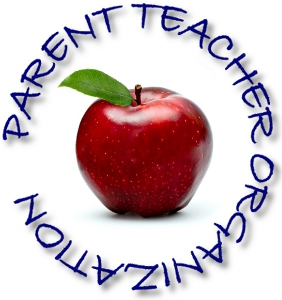 PARENT TEACHER ORGANIZATION